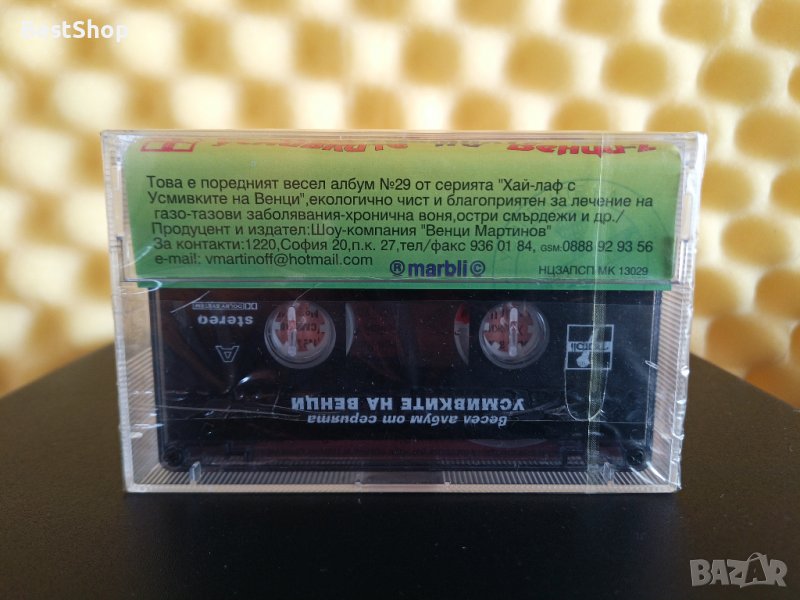 BestShop
Това е поредният весел албум №29 от серията "Хай-лаф с
Усмивките на Венци",екологично чист и благоприятен за лечение на
газо-тазови заболявания-хронична воня,остри смърдежи и др./
Продуцент и издател:Шоу-компания "Венци Мартинов"
За контакти:1220,София 20,п.к. 27,тел/факс 936 01 84, GSM:0888 92 93 56
e-mail: vmartinoff@hotmail.com
® marbli ©
НЦЗАПСП МК 13029
stereo
A
Весел албум от серията
УСМИВКИТЕ НА ВЕНЦИ
BAZAR